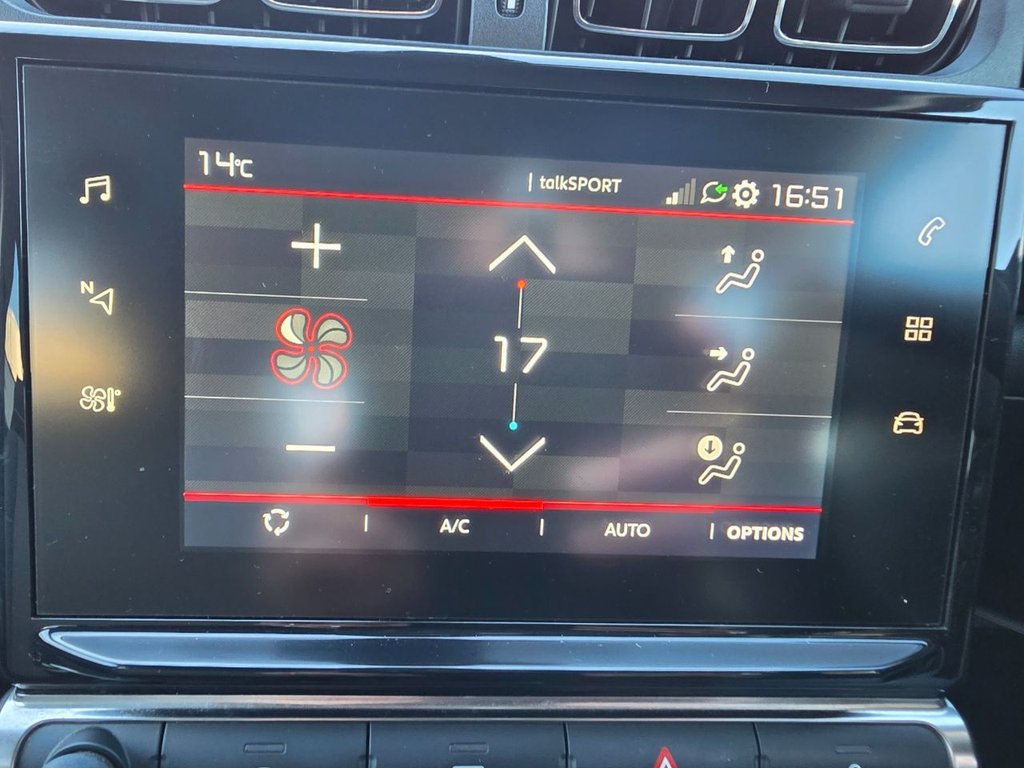 14°C
talkSPORT
16:51
N
17
A/C
AUTO
OPTIONS